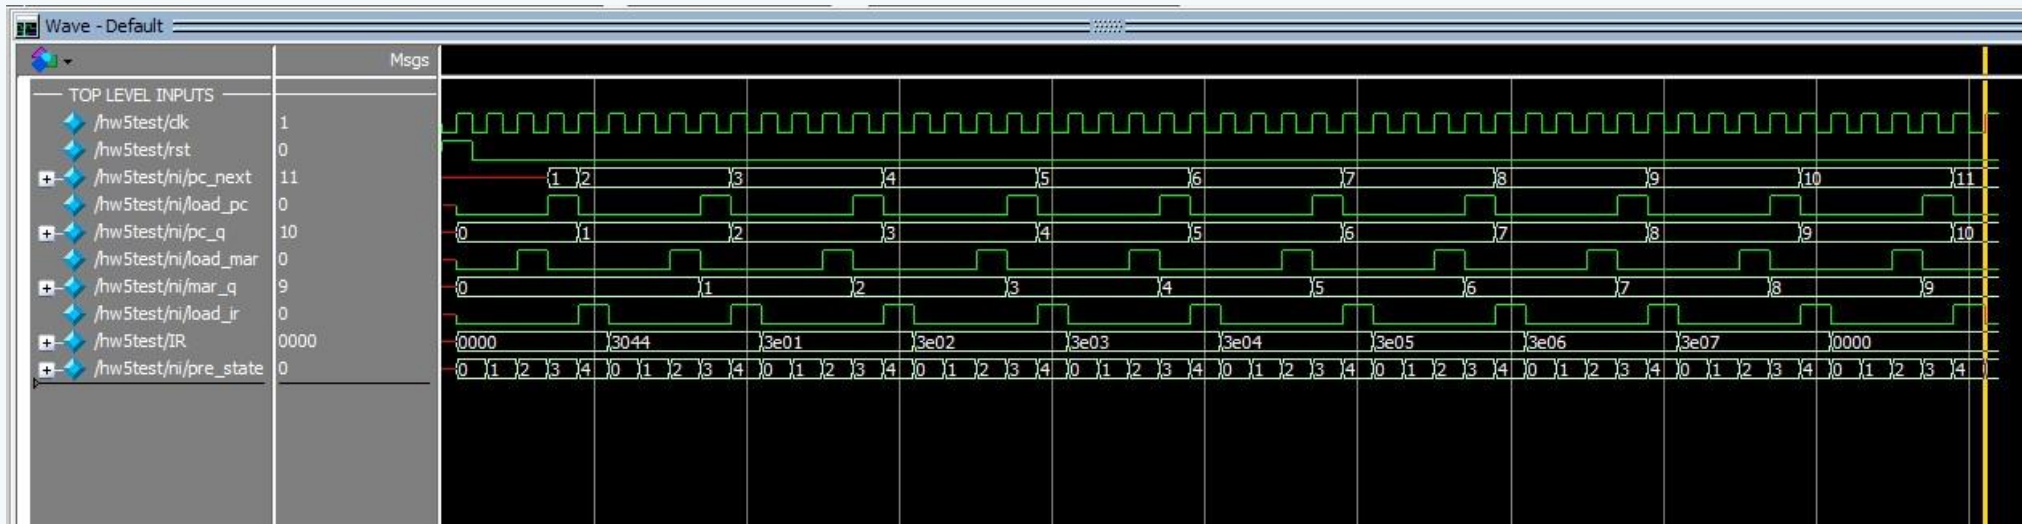 Wave - Default
Msgs
TOP LEVEL INPUTS
/hw5test/clk 1
/hw5test/rst 0
/hw5test/ni/pc_next 11 1 2 3 4 5 6 7 8 9 10 11
/hw5test/ni/load_pc 0
/hw5test/ni/pc_q 10 0 1 2 3 4 5 6 7 8 9 10
/hw5test/ni/load_mar 0
/hw5test/ni/mar_q 9 0 1 2 3 4 5 6 7 8 9
/hw5test/ni/load_ir 0
/hw5test/IR 0000 0000 3044 3e01 3e02 3e03 3e04 3e05 3e06 3e07 0000
/hw5test/ni/pre_state 0 0 1 2 3 4 0 1 2 3 4 0 1 2 3 4 0 1 2 3 4 0 1 2 3 4 0 1 2 3 4 0 1 2 3 4 0 1 2 3 4 0 1 2 3 4 0 1 2 3 4